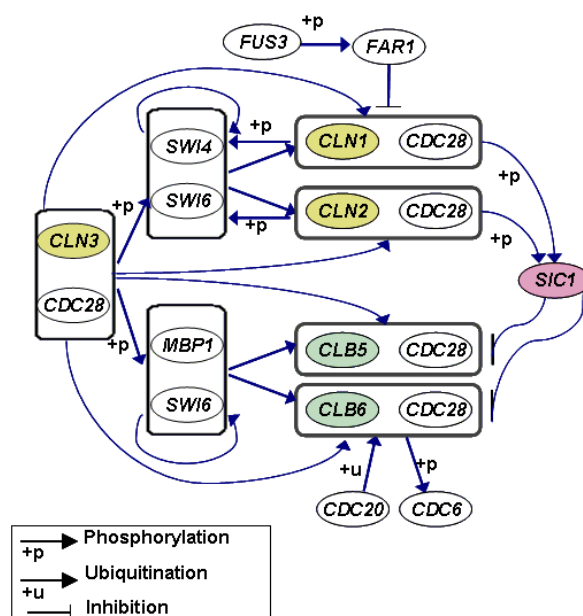 +p
FUS3
FAR1
SWI4
+p
CLN1
CDC28
+p
+p
SWI6
CLN2
CDC28
+p
+p
CLN3
SIC1
CDC28
+p
MBP1
CLB5
CDC28
SWI6
CLB6
CDC28
+u
+p
CDC20
CDC6
Phosphorylation
+p
Ubiquitination
+u
Inhibition